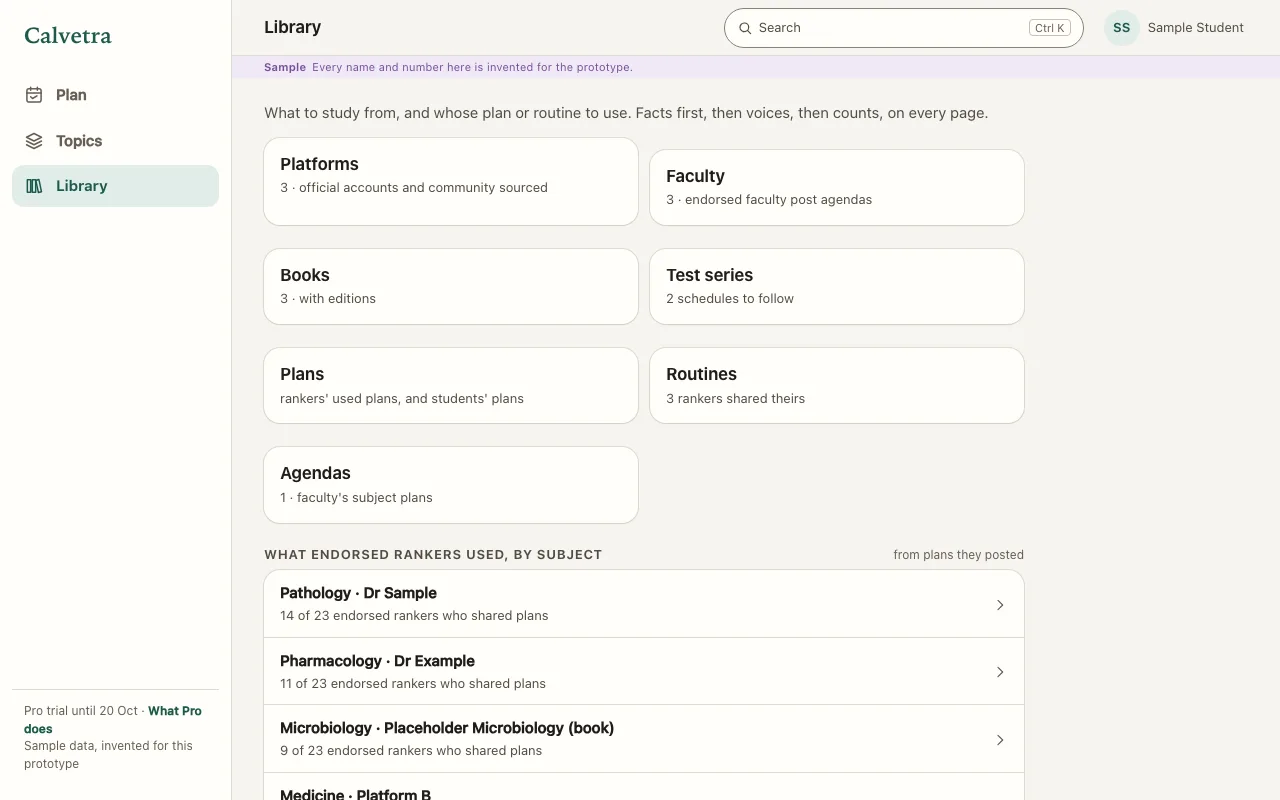 Calvetra
Plan
Topics
Library
Pro trial until 20 Oct · What Pro
does
Sample data, invented for this
prototype
Library
Search
Ctrl K
SS
Sample Student
Sample Every name and number here is invented for the prototype.
What to study from, and whose plan or routine to use. Facts first, then voices, then counts, on every page.
Platforms
3 · official accounts and community sourced
Faculty
3 · endorsed faculty post agendas
Books
3 · with editions
Test series
2 schedules to follow
Plans
rankers' used plans, and students' plans
Routines
3 rankers shared theirs
Agendas
1 · faculty's subject plans
WHAT ENDORSED RANKERS USED, BY SUBJECT
from plans they posted
Pathology · Dr Sample
14 of 23 endorsed rankers who shared plans
Pharmacology · Dr Example
11 of 23 endorsed rankers who shared plans
Microbiology · Placeholder Microbiology (book)
9 of 23 endorsed rankers who shared plans
Medicine · Platform B